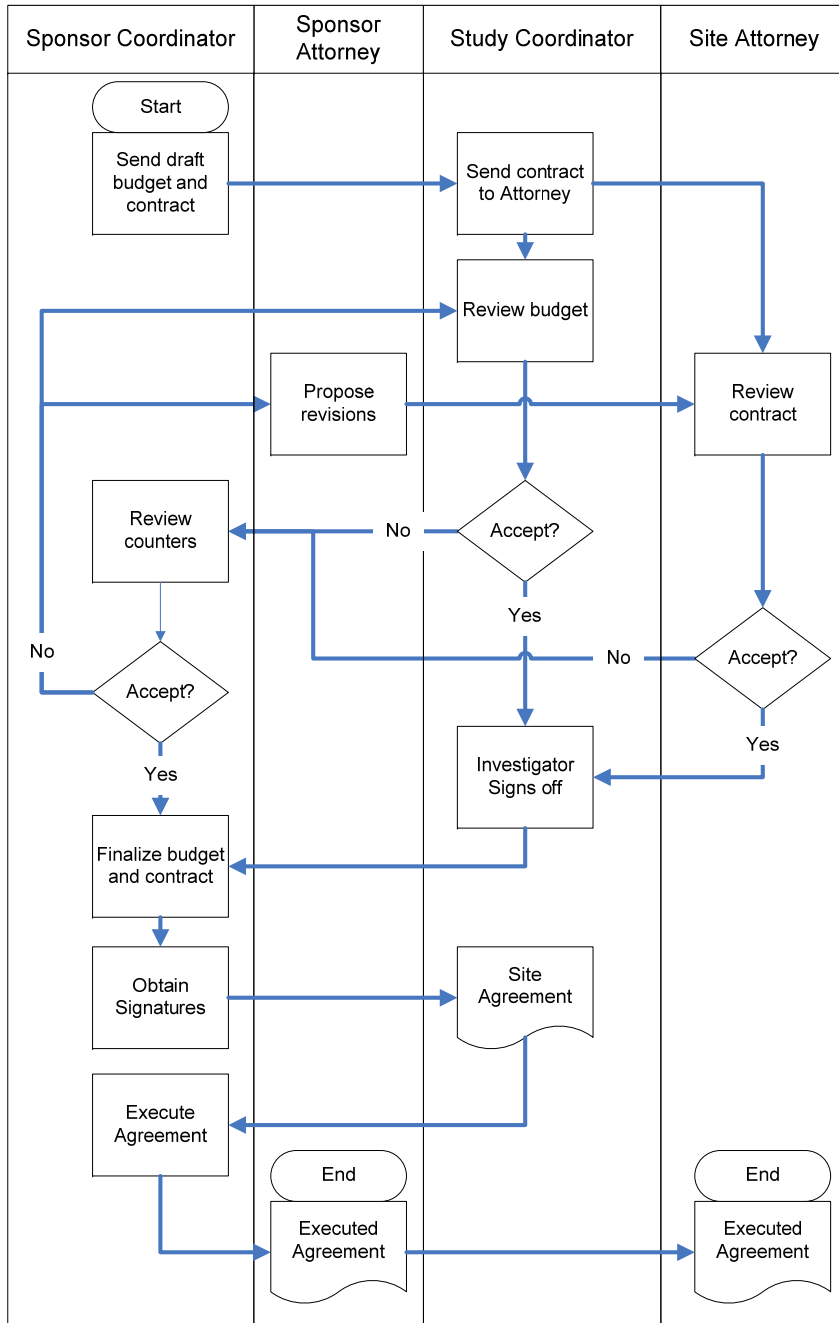 Sponsor Coordinator
Sponsor
Attorney
Study Coordinator
Site Attorney
Start
Send draft
budget and
contract
Send contract
to Attorney
Review budget
Propose
revisions
Review
contract
Review
counters
No
Accept?
Yes
No
Accept?
No
Accept?
Yes
Yes
Investigator
Signs off
Finalize budget
and contract
Obtain
Signatures
Site
Agreement
Execute
Agreement
End
Executed
Agreement
End
Executed
Agreement